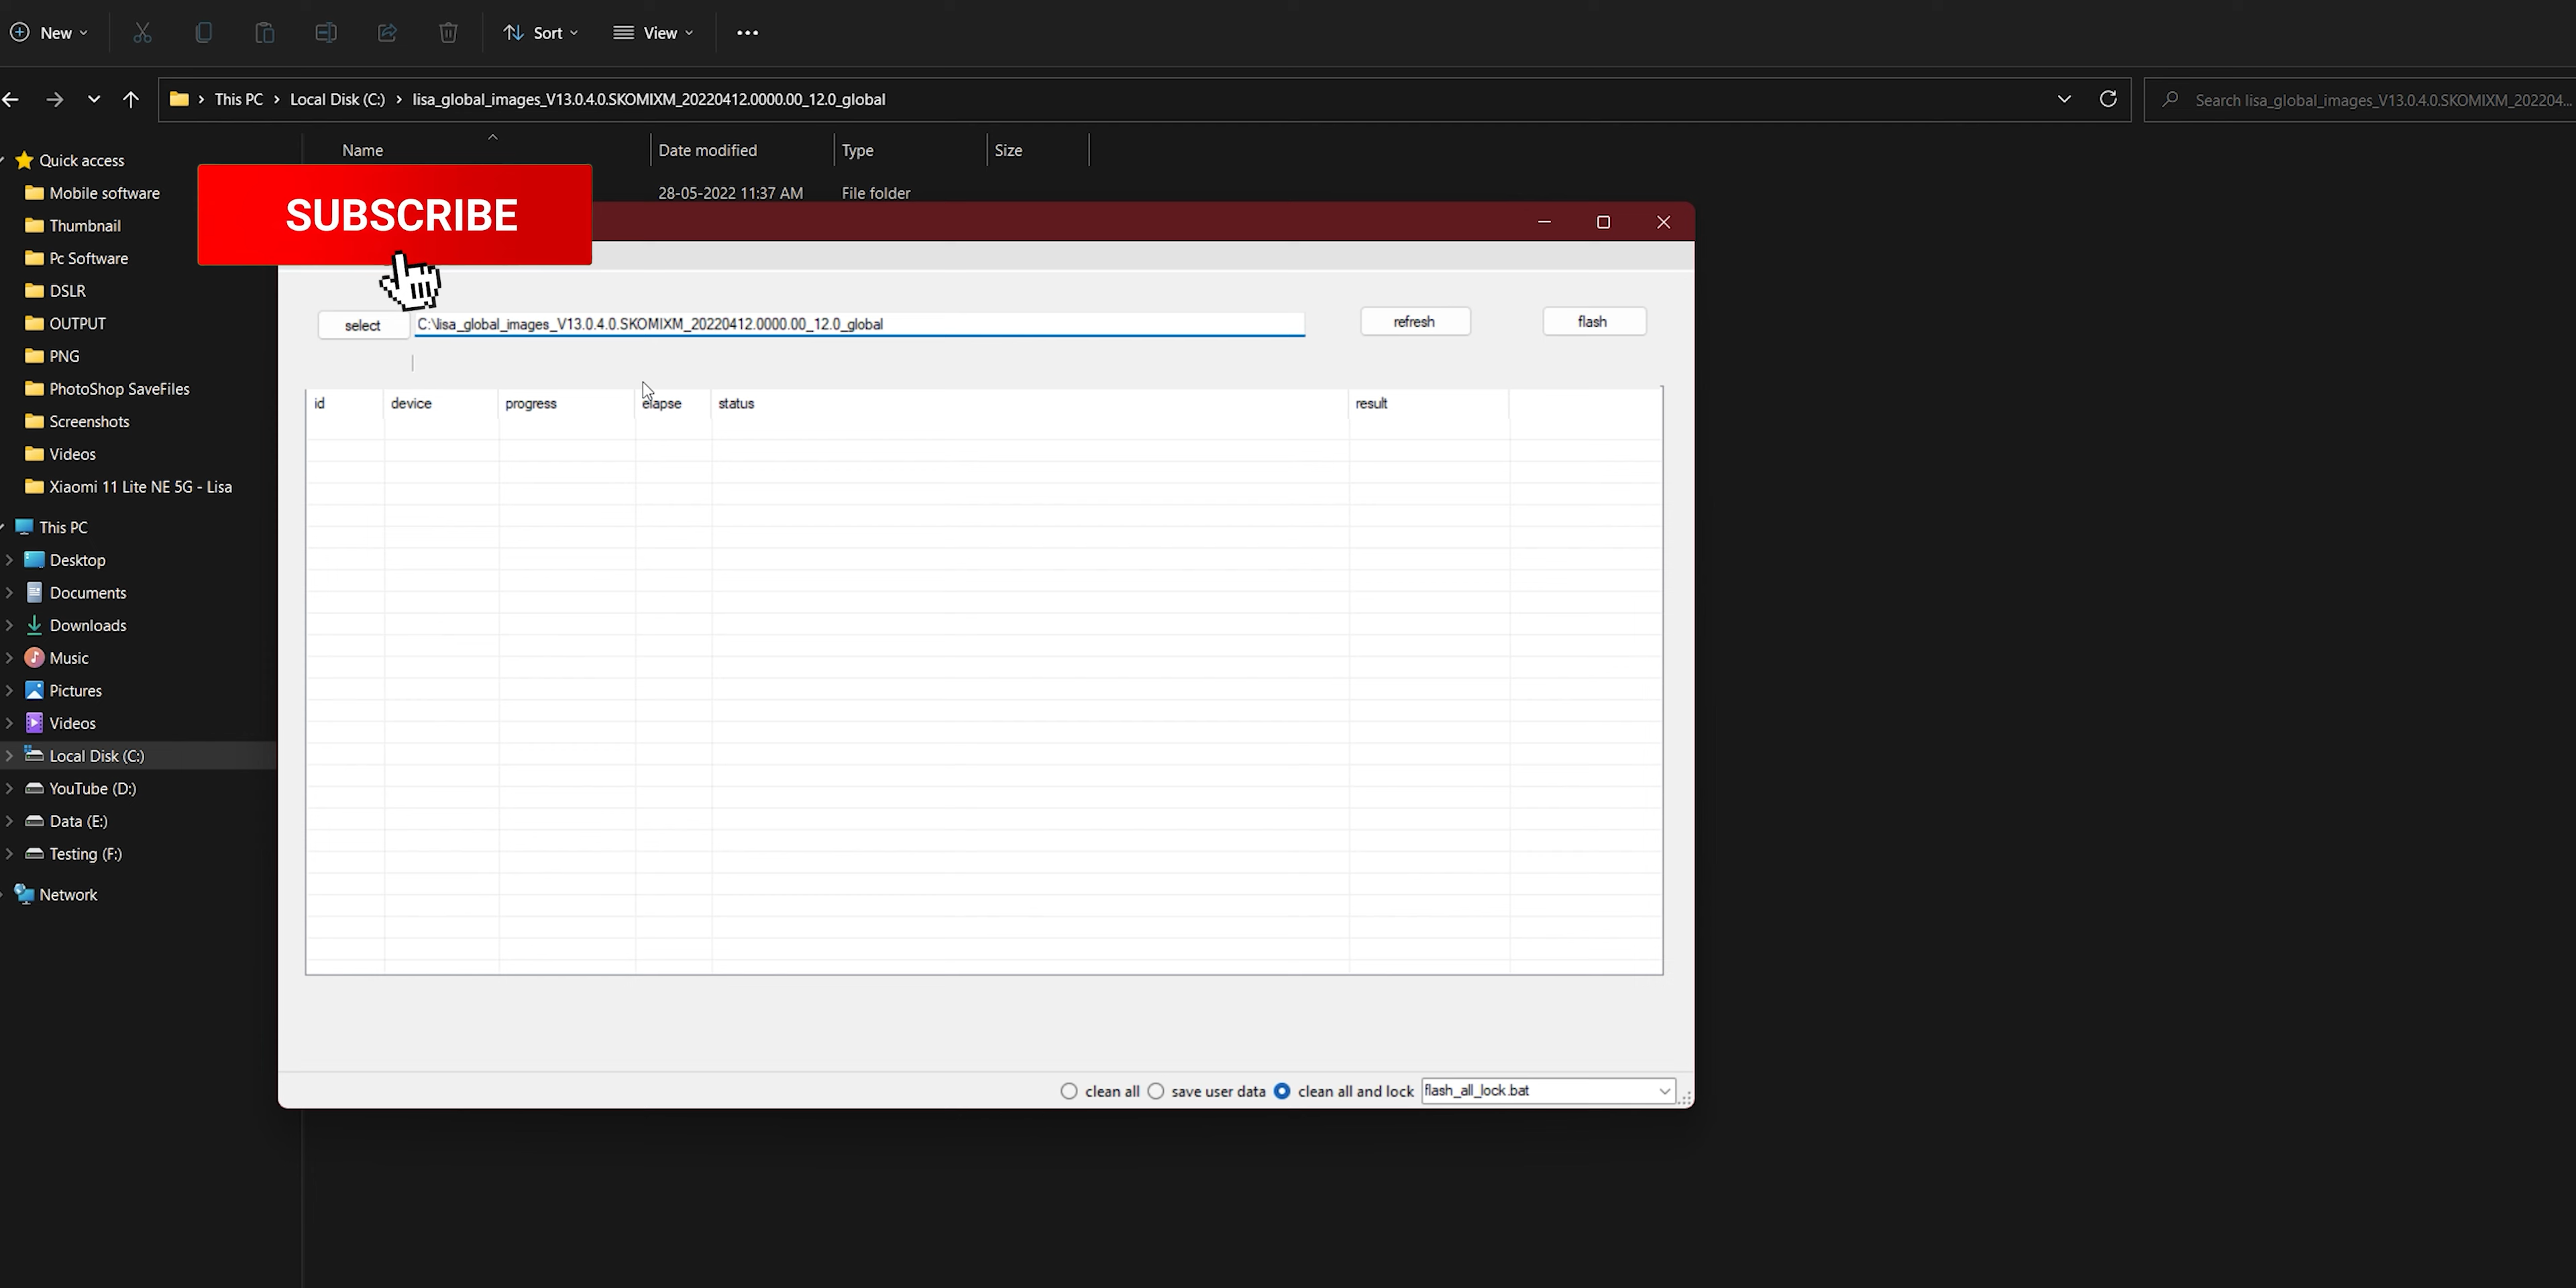 New Sort View
This PC Local Disk (C:) lisa_global_images_V13.0.4.0.SKOMIXM_20220412.0000.00_12.0_global Search lisa_global_images_V13.0.4.0.SKOMIXM_202204...
Name Date modified Type Size
28-05-2022 11:37 AM File folder
Quick access
Mobile software
Thumbnail
Pc Software
DSLR
OUTPUT
PNG
PhotoShop SaveFiles
Screenshots
Videos
Xiaomi 11 Lite NE 5G - Lisa
This PC
Desktop
Documents
Downloads
Music
Pictures
Videos
Local Disk (C:)
YouTube (D:)
Data (E:)
Testing (F:)
Network
SUBSCRIBE
select C:\lisa_global_images_V13.0.4.0.SKOMIXM_20220412.0000.00_12.0_global refresh flash
id device progress elapse status result
clean all save user data clean all and lock flash_all_lock.bat